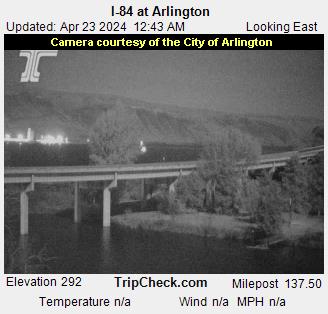 I-84 at Arlington
Updated: Apr 23 2024 12:43 AM Looking East
Camera courtesy of the City of Arlington
Elevation 292 TripCheck.com Milepost 137.50
Temperature n/a Wind n/a MPH n/a